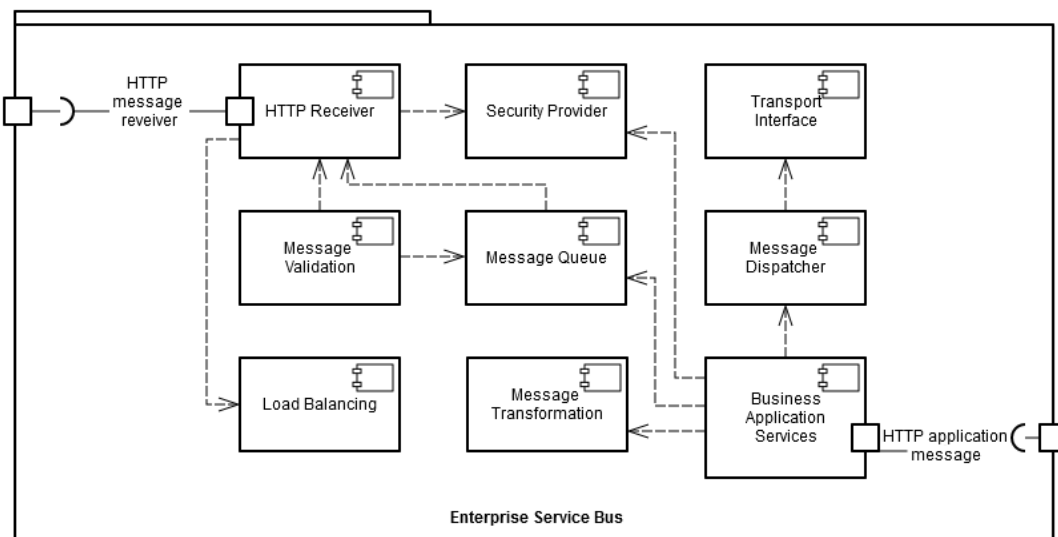 HTTP
message
reveiver
HTTP Receiver
Security Provider
Transport
Interface
Message
Validation
Message Queue
Message
Dispatcher
Load Balancing
Message
Transformation
Business
Application
Services
HTTP application
message
Enterprise Service Bus